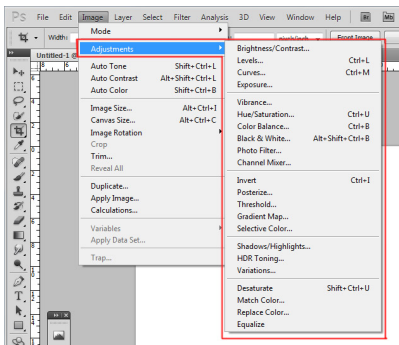 PS File Edit Image Layer Select Filter Analysis 3D View Window Help Br Mb
Width: Front Image
Untitled-1 @
Mode
Adjustments
Auto Tone Shift+Ctrl+L
Auto Contrast Alt+Shift+Ctrl+L
Auto Color Shift+Ctrl+B
Image Size... Alt+Ctrl+I
Canvas Size... Alt+Ctrl+C
Image Rotation
Crop
Trim...
Reveal All
Duplicate...
Apply Image...
Calculations...
Variables
Apply Data Set...
Trap...
Brightness/Contrast...
Levels... Ctrl+L
Curves... Ctrl+M
Exposure...
Vibrance...
Hue/Saturation... Ctrl+U
Color Balance... Ctrl+B
Black & White... Alt+Shift+Ctrl+B
Photo Filter...
Channel Mixer...
Invert Ctrl+I
Posterize...
Threshold...
Gradient Map...
Selective Color...
Shadows/Highlights...
HDR Toning...
Variations...
Desaturate Shift+Ctrl+U
Match Color...
Replace Color...
Equalize